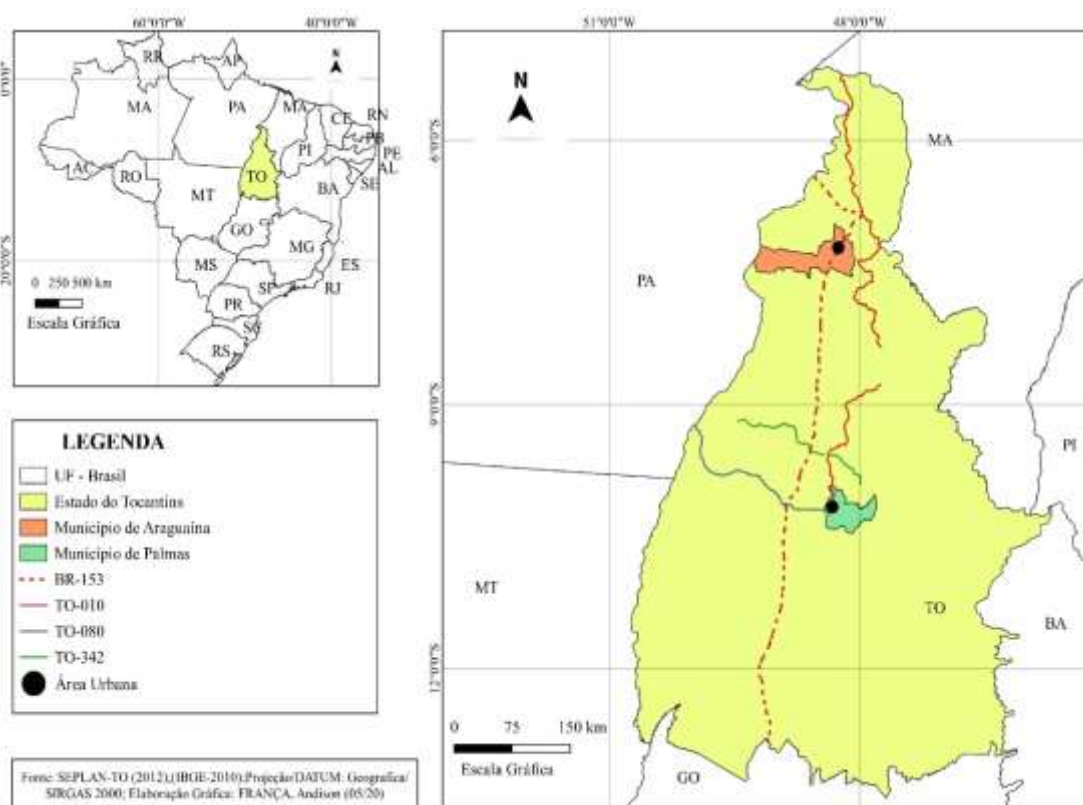 60°0'0"W 40°0'0"W
0°0'0"
20°0'0"S
N
RR
AP
MA
PA
MA
CE
RN
PB
PE
AL
SE
AC
RO
TO
PI
MT
BA
GO
MG
MS
ES
SP
RJ
PR
SC
RS
0 250 500 km
Escala Gráfica
LEGENDA
UF - Brasil
Estado do Tocantins
Município de Araguaína
Município de Palmas
BR-153
TO-010
TO-080
TO-342
Área Urbana
Fonte: SEPLAN-TO (2012),(IBGE-2010),Projeção/DATUM: Geografica/
SIRGAS 2000; Elaboração Gráfica: FRANÇA, Andison (05/20)
51°0'0"W 48°0'0"W
6°0'0"S
9°0'0"S
12°0'0"S
N
MA
PA
PI
MT
TO
BA
GO
0 75 150 km
Escala Gráfica